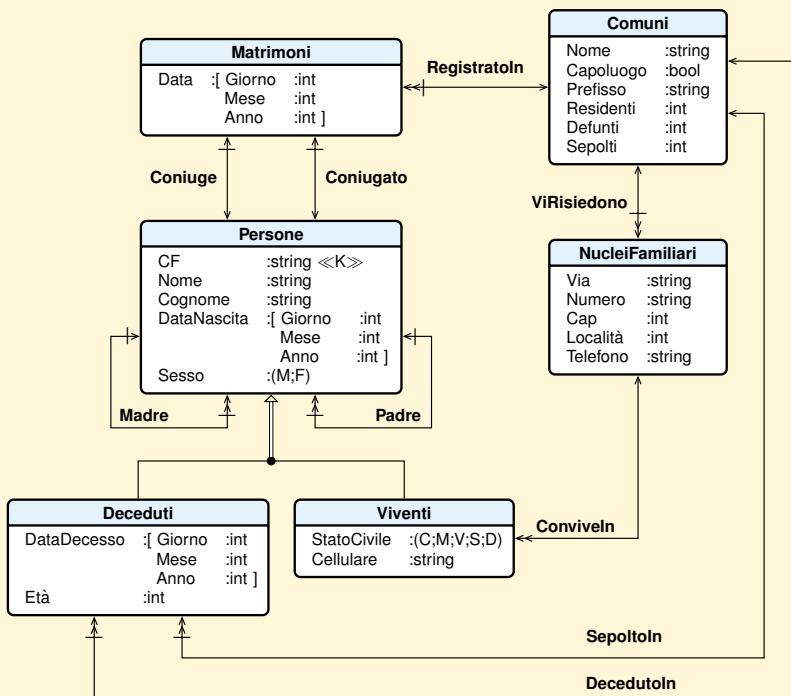 Comuni
Nome :string
Capoluogo :bool
Prefisso :string
Residenti :int
Defunti :int
Sepolti :int
Matrimoni
Data :[ Giorno :int
Mese :int
Anno :int ]
RegistratoIn
Coniuge
Coniugato
ViRisiedono
Persone
CF :string ≪K≫
Nome :string
Cognome :string
DataNascita :[ Giorno :int
Mese :int
Anno :int ]
Sesso :(M;F)
NucleiFamiliari
Via :string
Numero :string
Cap :int
Località :int
Telefono :string
Madre
Padre
Deceduti
DataDecesso :[ Giorno :int
Mese :int
Anno :int ]
Età :int
Viventi
StatoCivile :(C;M;V;S;D)
Cellulare :string
ConviveIn
SepoltoIn
DecedutoIn